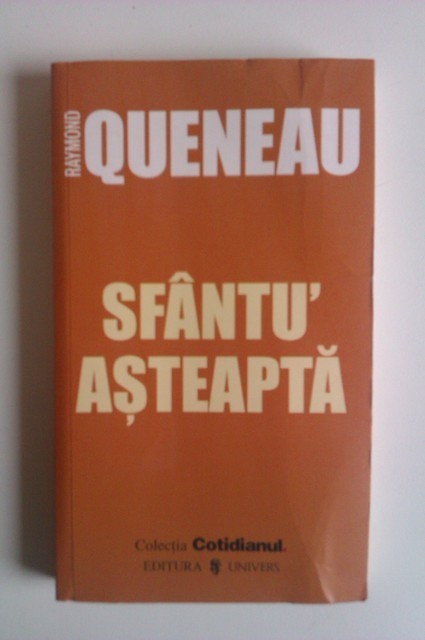 RAYMOND
QUENEAU
SFÂNTU'
AȘTEAPTĂ
Colecția Cotidianul.
EDITURA UNIVERS